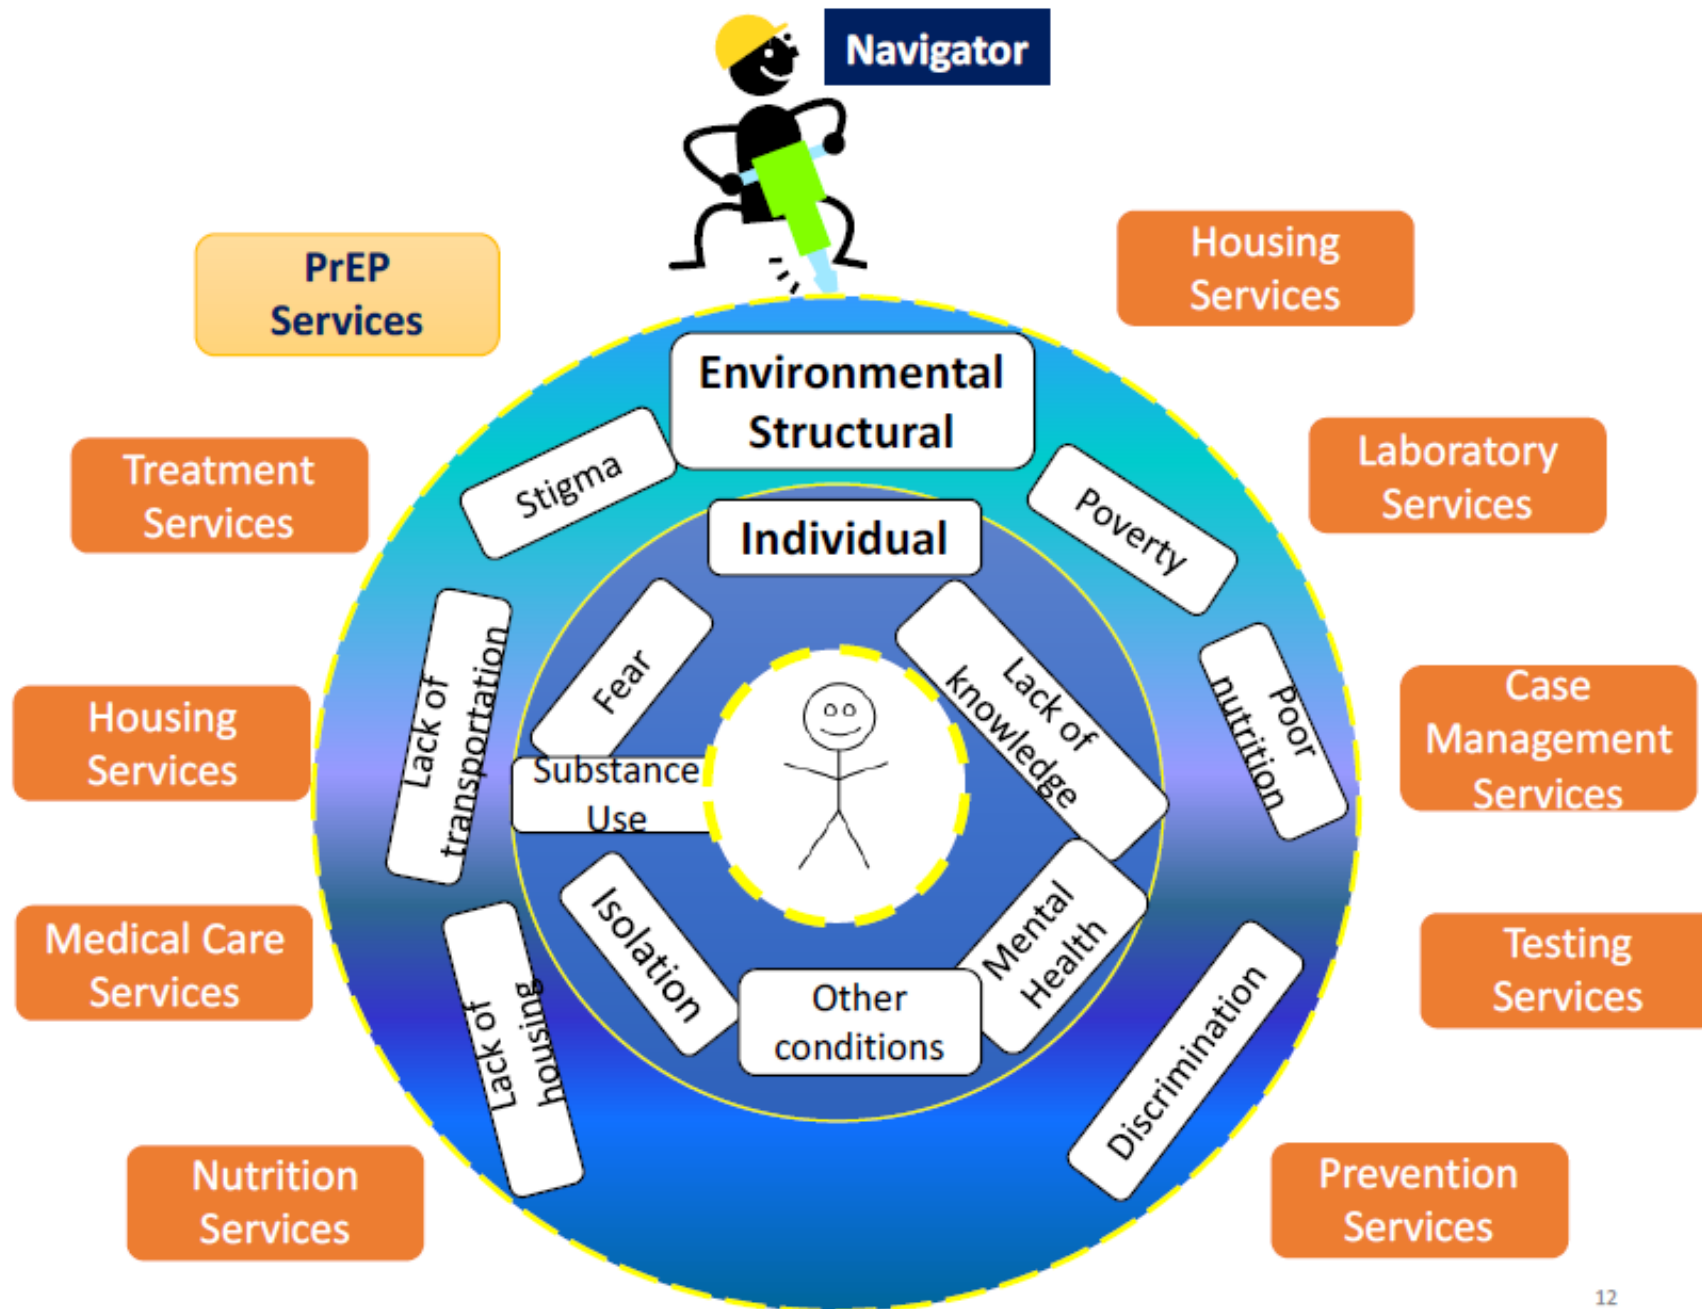 Navigator
PrEP
Services
Housing
Services
Environmental
Structural
Treatment
Services
Stigma
Poverty
Laboratory
Services
Individual
Fear
Lack of
knowledge
Lack of
transportation
Poor
nutrition
Housing
Services
Substance
Use
Case
Management
Services
Medical Care
Services
Isolation
Mental
Health
Testing
Services
Lack of
housing
Other
conditions
Discrimination
Nutrition
Services
Prevention
Services
12